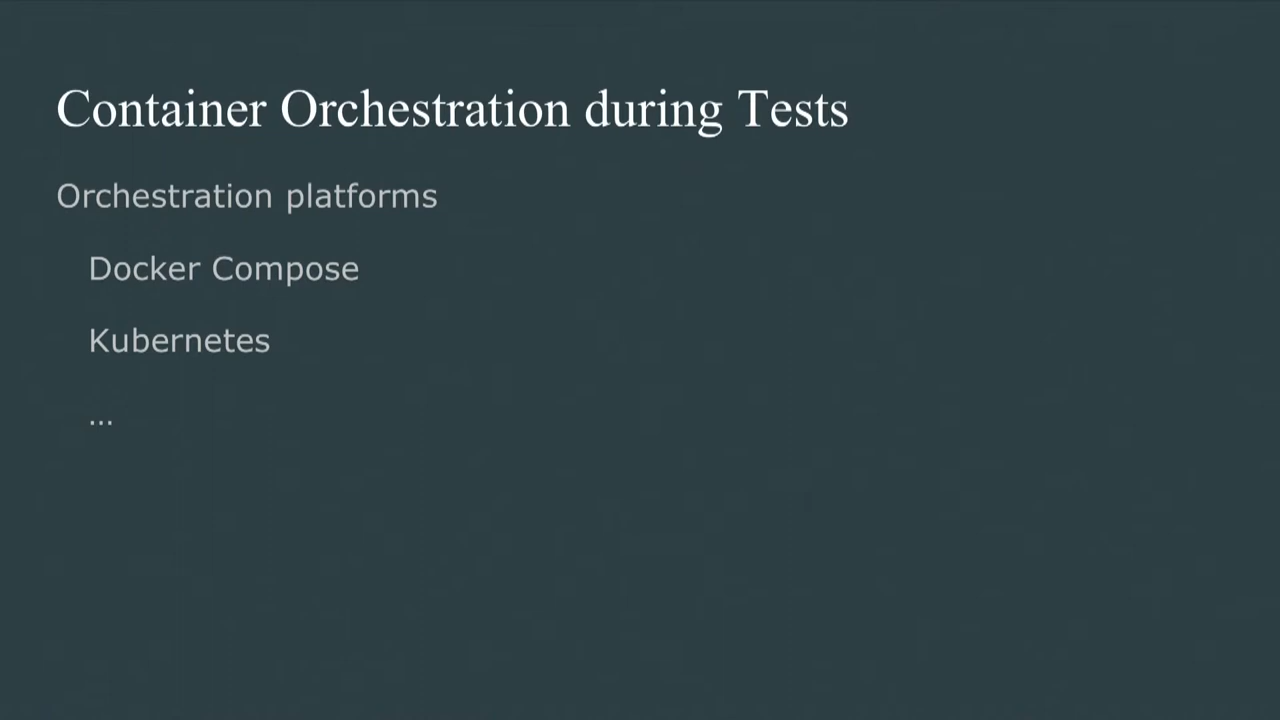 Container Orchestration during Tests
Orchestration platforms
Docker Compose
Kubernetes
...